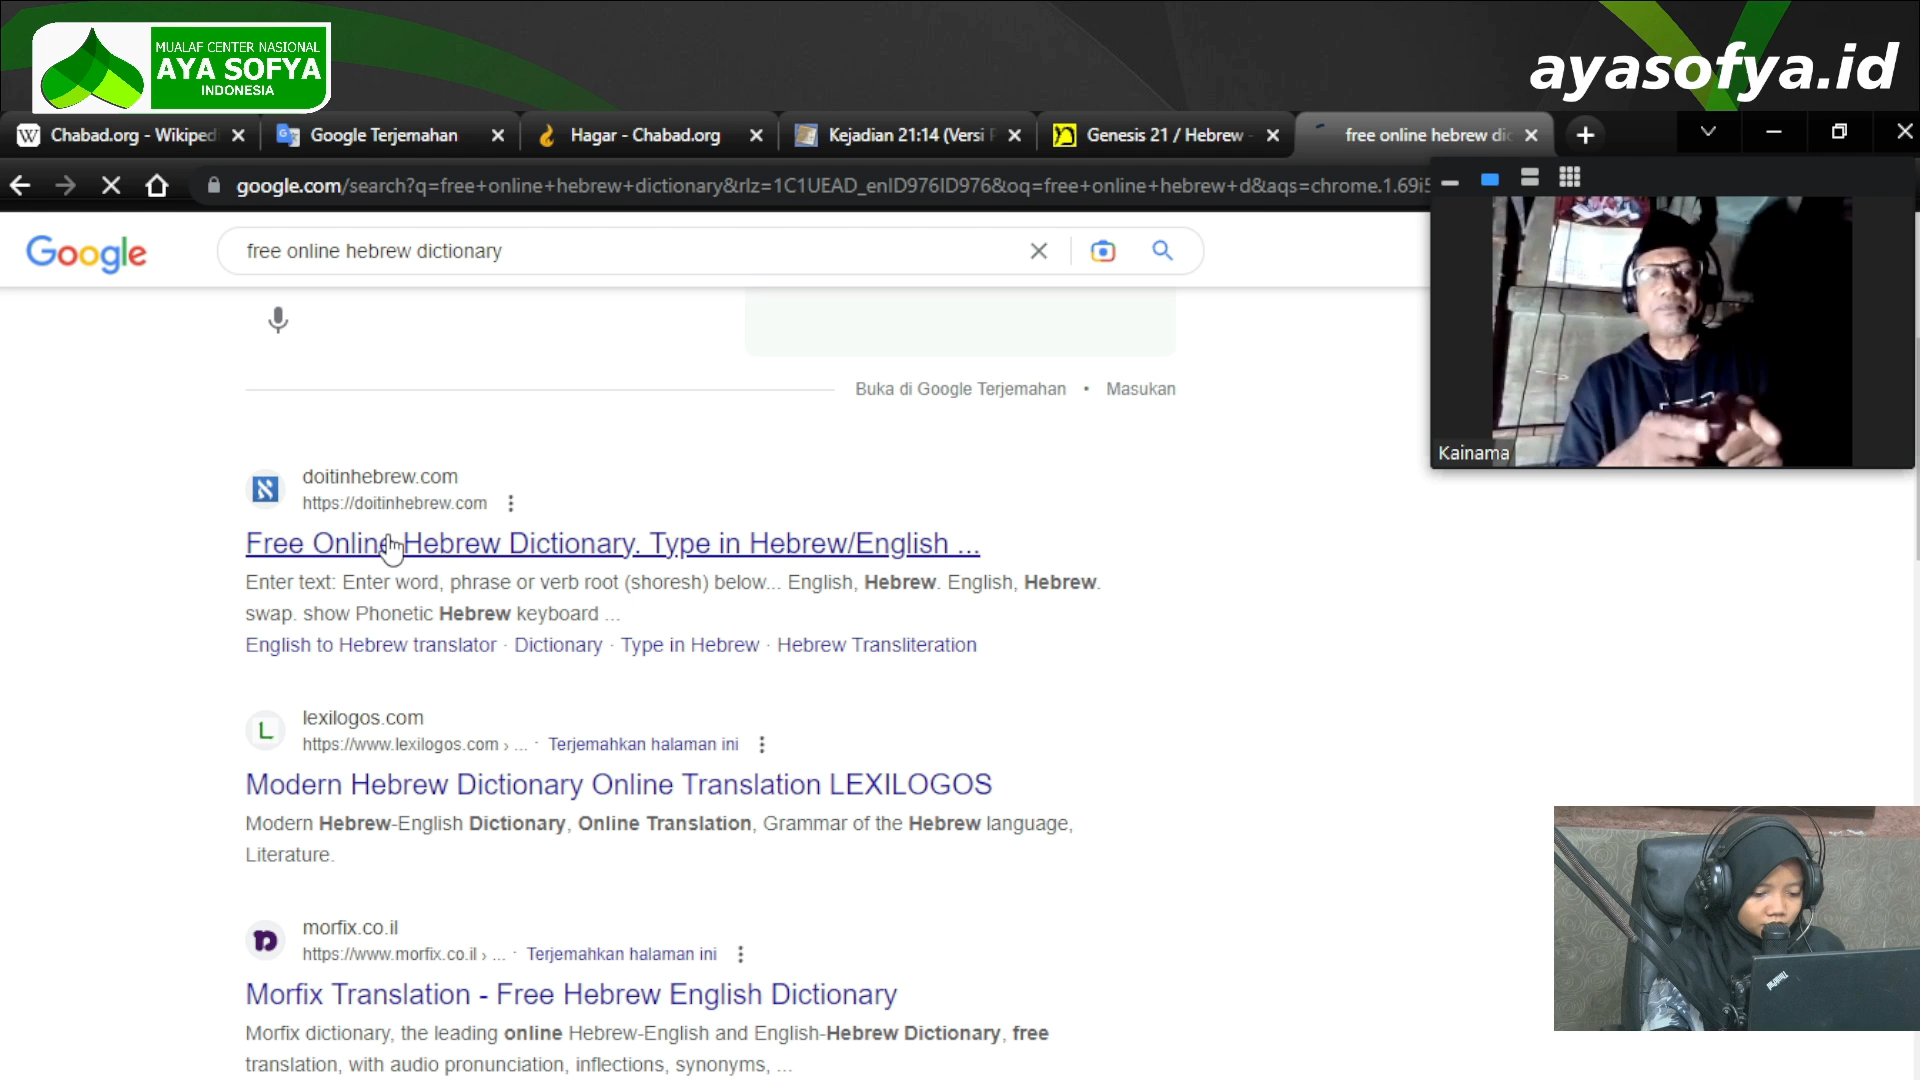 MUALAF CENTER NASIONAL
AYA SOFYA
INDONESIA
ayasofya.id
Chabad.org - Wikiped
Google Terjemahan
Hagar - Chabad.org
Kejadian 21:14 (Versi
Genesis 21 / Hebrew -
free online hebrew dic
google.com/search?q=free+online+hebrew+dictionary&rlz=1C1UEAD_enID976ID976&oq=free+online+hebrew+d&aqs=chrome.1.69i5
Google
free online hebrew dictionary
Buka di Google Terjemahan • Masukan
Kainama
doitinhebrew.com
https://doitinhebrew.com
Free Online Hebrew Dictionary. Type in Hebrew/English ...
Enter text: Enter word, phrase or verb root (shoresh) below... English, Hebrew. English, Hebrew.
swap. show Phonetic Hebrew keyboard ...
English to Hebrew translator · Dictionary · Type in Hebrew · Hebrew Transliteration
lexilogos.com
https://www.lexilogos.com › ... · Terjemahkan halaman ini
Modern Hebrew Dictionary Online Translation LEXILOGOS
Modern Hebrew-English Dictionary, Online Translation, Grammar of the Hebrew language,
Literature.
morfix.co.il
https://www.morfix.co.il › ... · Terjemahkan halaman ini
Morfix Translation - Free Hebrew English Dictionary
Morfix dictionary, the leading online Hebrew-English and English-Hebrew Dictionary, free
translation, with audio pronunciation, inflections, synonyms, ...